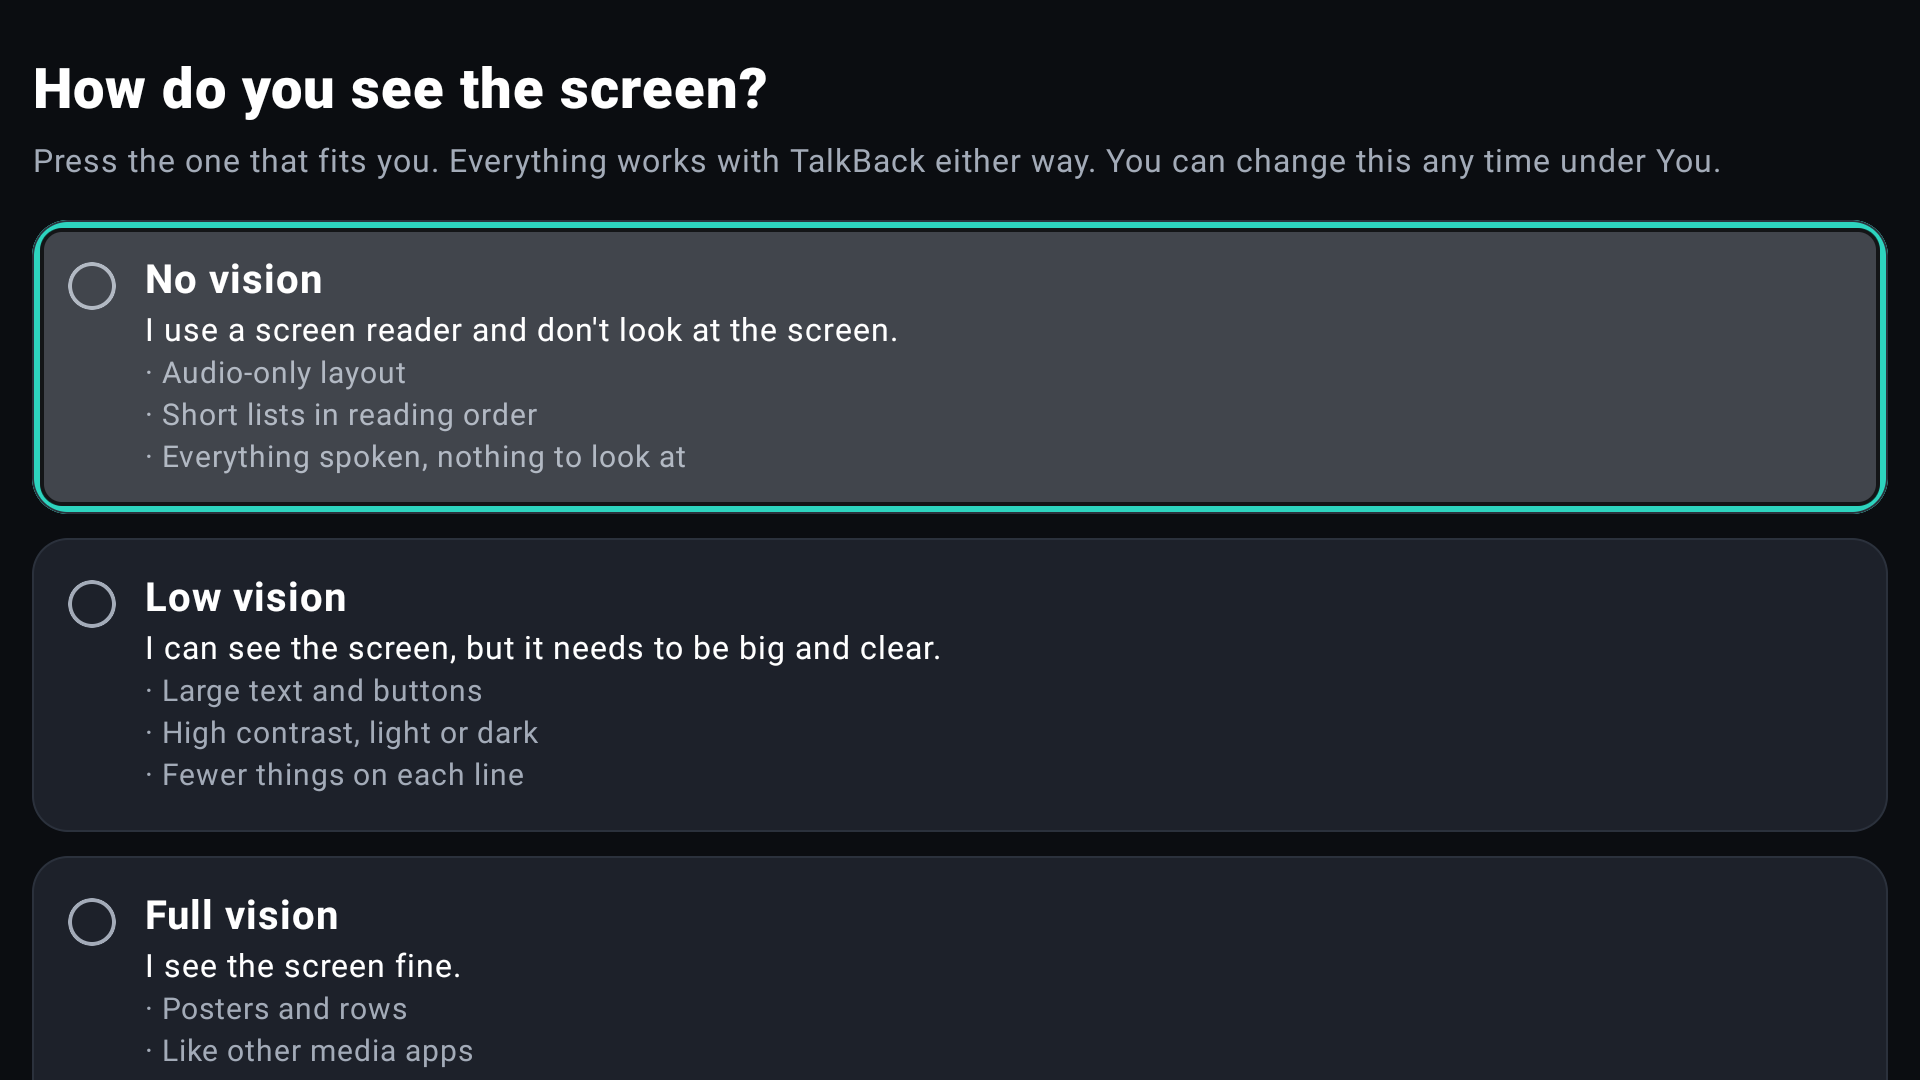 How do you see the screen?
Press the one that fits you. Everything works with TalkBack either way. You can change this any time under You.
No vision
I use a screen reader and don't look at the screen.
· Audio-only layout
· Short lists in reading order
· Everything spoken, nothing to look at
Low vision
I can see the screen, but it needs to be big and clear.
· Large text and buttons
· High contrast, light or dark
· Fewer things on each line
Full vision
I see the screen fine.
· Posters and rows
· Like other media apps